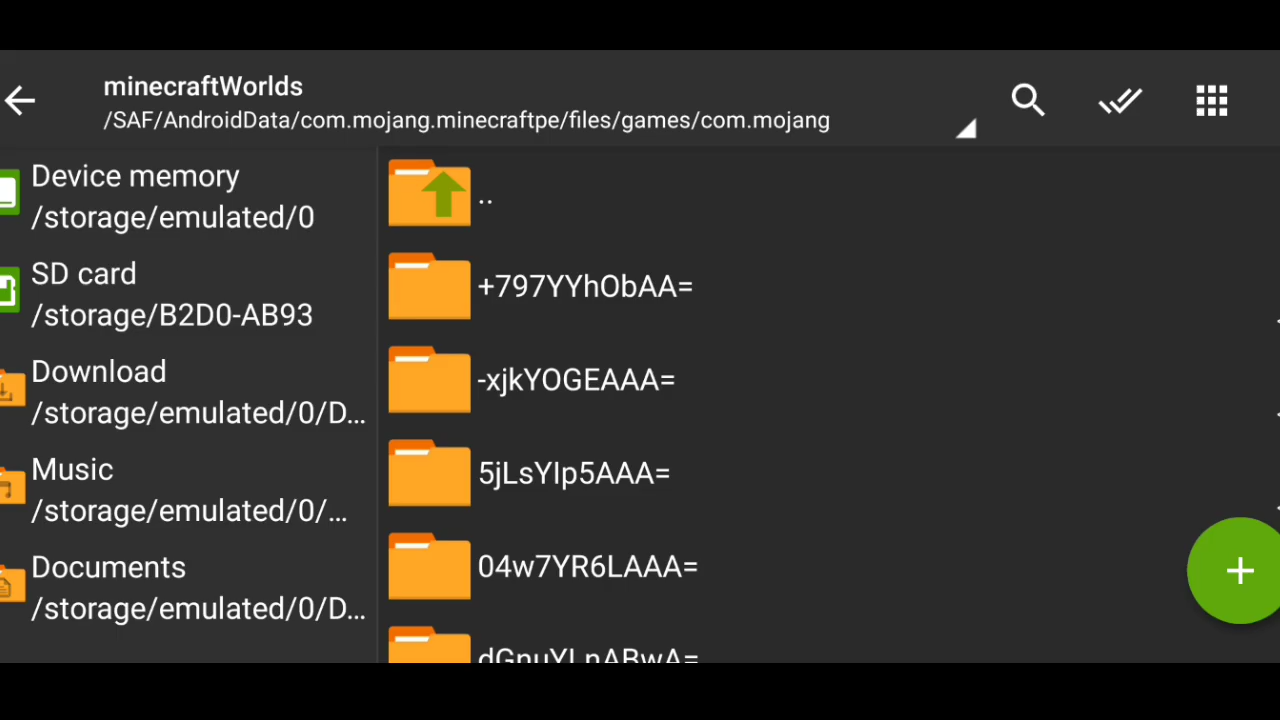 minecraftWorlds
/SAF/AndroidData/com.mojang.minecraftpe/files/games/com.mojang
Device memory
/storage/emulated/0
SD card
/storage/B2D0-AB93
Download
/storage/emulated/0/D...
Music
/storage/emulated/0/...
Documents
/storage/emulated/0/D...
..
+797YYhObAA=
-xjkYOGEAAA=
5jLsYIp5AAA=
04w7YR6LAAA=